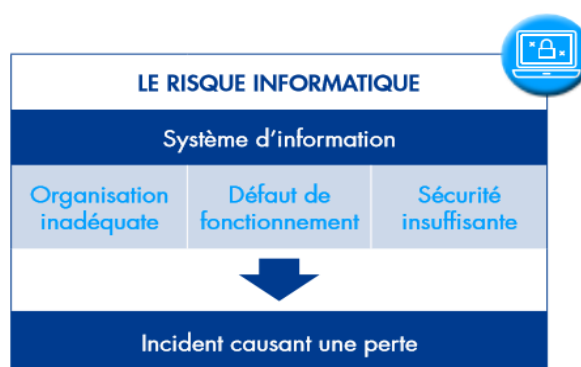 LE RISQUE INFORMATIQUE
Système d'information
Organisation
inadéquate
Défaut de
fonctionnement
Sécurité
insuffisante
Incident causant une perte